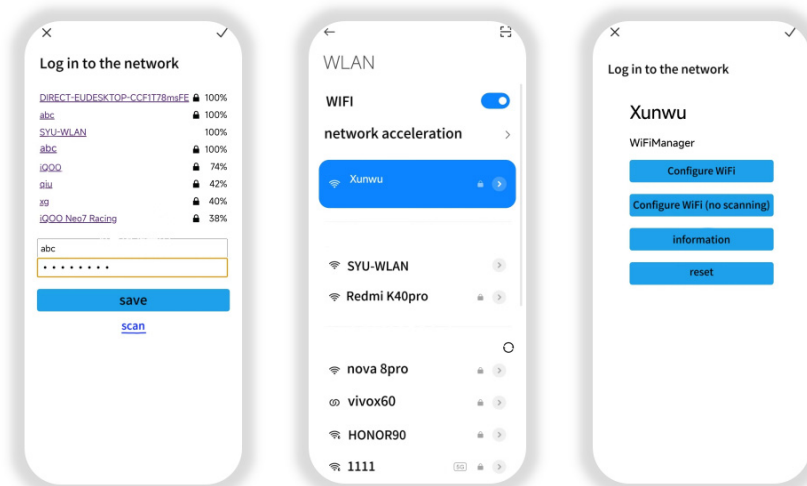 Log in to the network
DIRECT-EUDESKTOP-CCF1T78msFE 100%
abc 100%
SYU-WLAN 100%
abc 100%
iQOO 74%
qiu 42%
xg 40%
iQOO Neo7 Racing 38%
abc
save
scan
WLAN
WIFI
network acceleration
Xunwu
SYU-WLAN
Redmi K40pro
nova 8pro
vivox60
HONOR90
1111 5G
Log in to the network
Xunwu
WiFiManager
Configure WiFi
Configure WiFi (no scanning)
information
reset